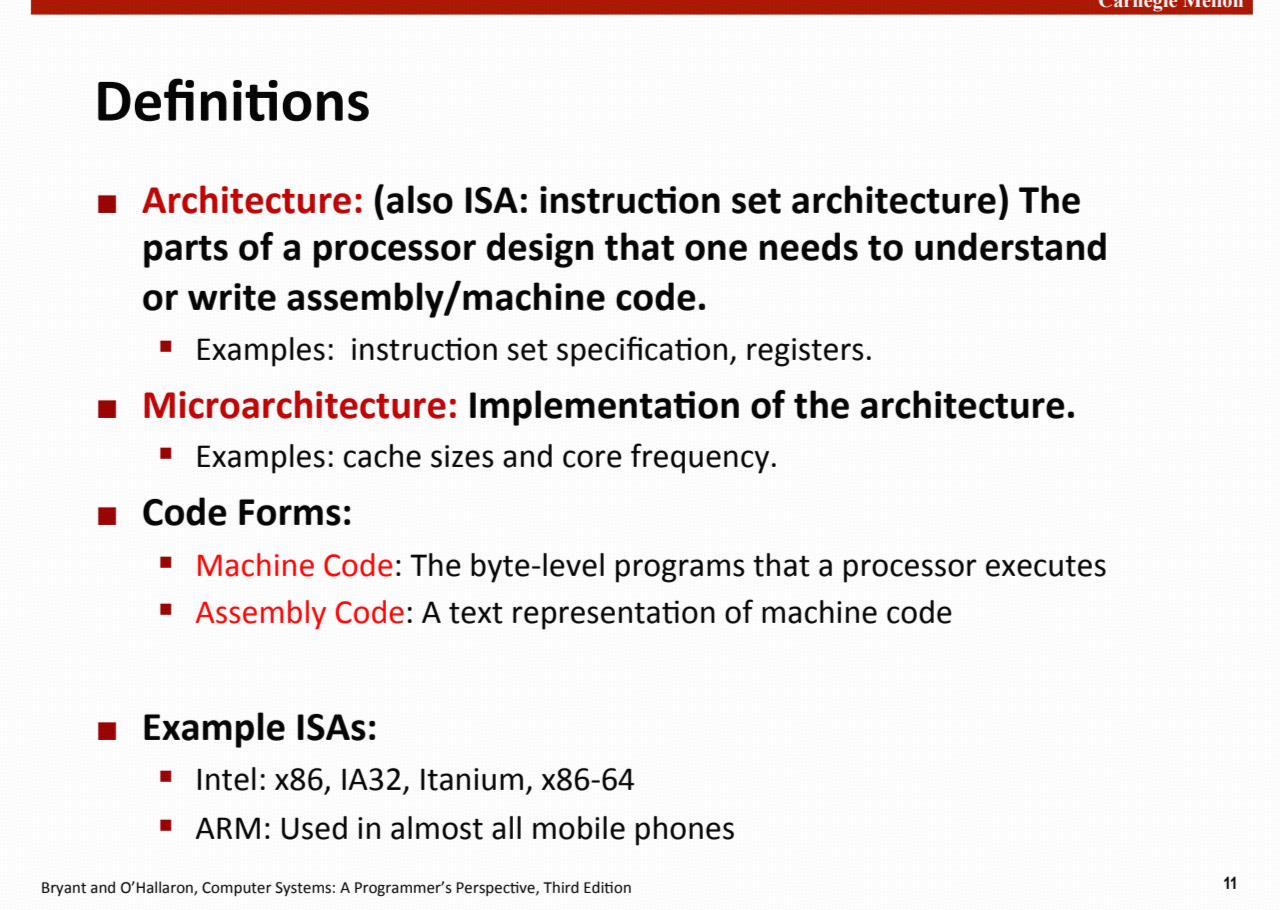 Carnegie Mellon
Definitions
■ Architecture: (also ISA: instruction set architecture) The
parts of a processor design that one needs to understand
or write assembly/machine code.
▪ Examples:  instruction set specification, registers.
■ Microarchitecture: Implementation of the architecture.
▪ Examples: cache sizes and core frequency.
■ Code Forms:
▪ Machine Code: The byte-level programs that a processor executes
▪ Assembly Code: A text representation of machine code
■ Example ISAs:
▪ Intel: x86, IA32, Itanium, x86-64
▪ ARM: Used in almost all mobile phones
Bryant and O'Hallaron, Computer Systems: A Programmer's Perspective, Third Edition
11